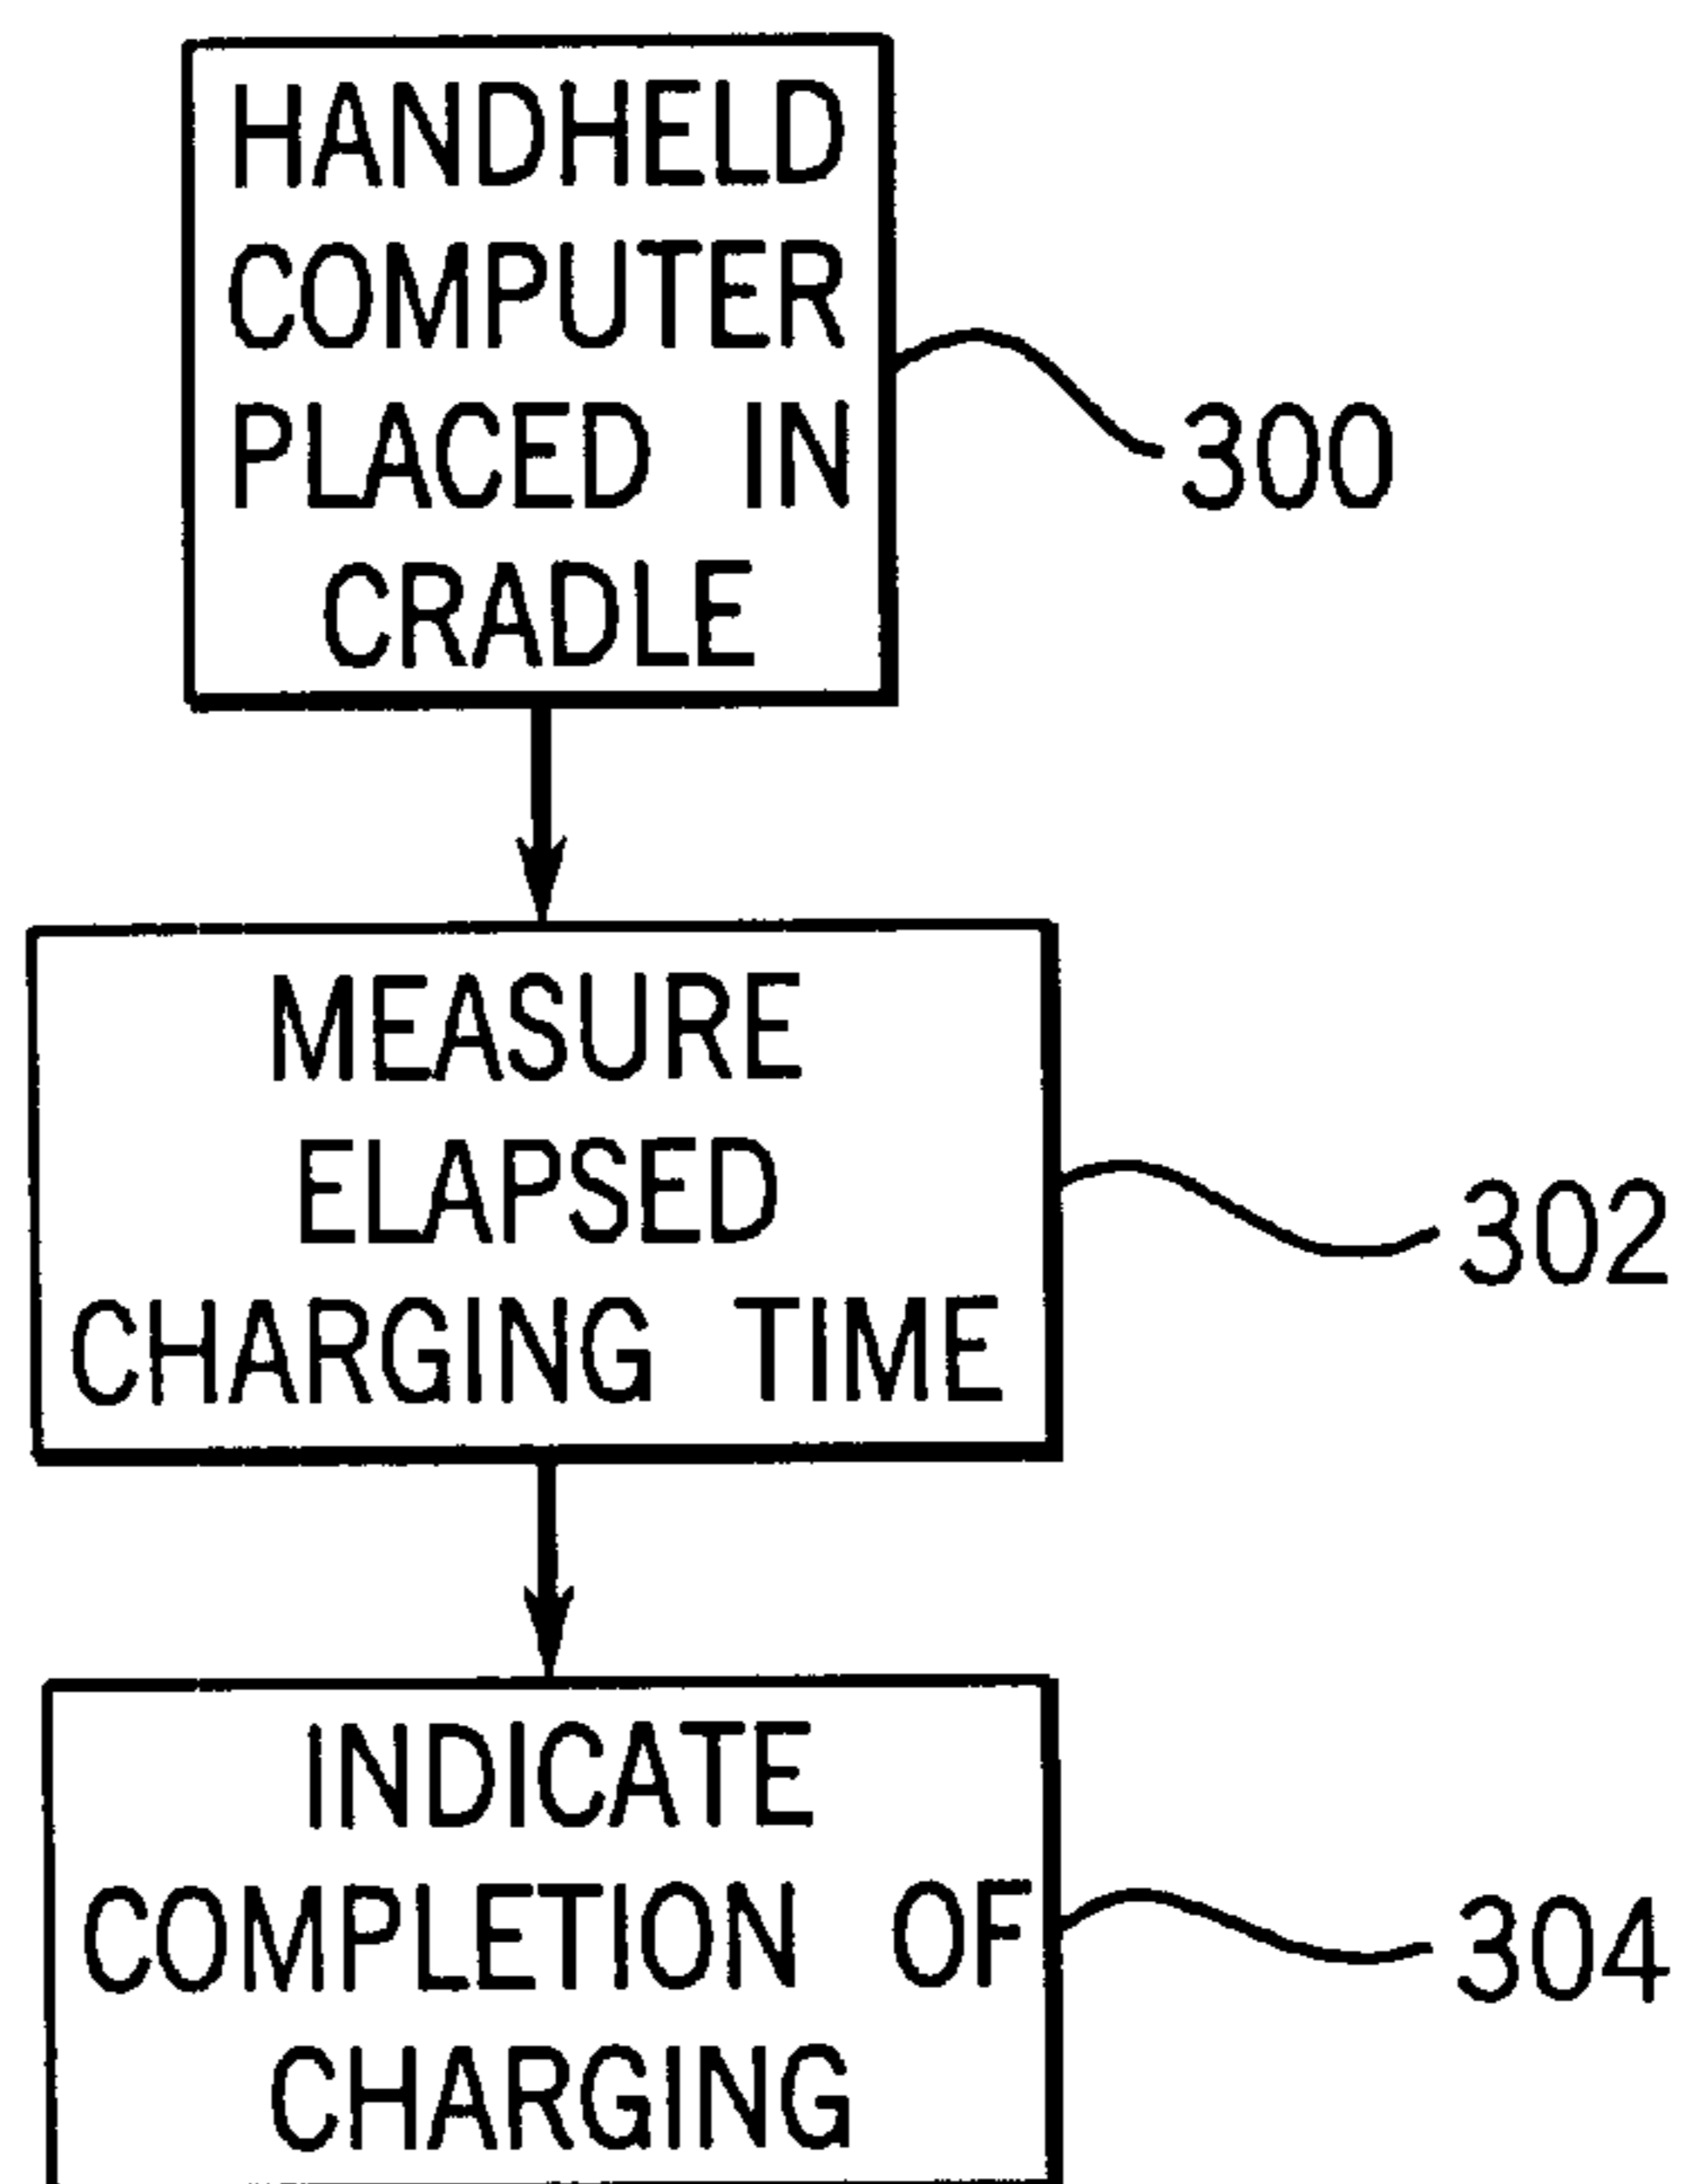 HANDHELD
COMPUTER
PLACED IN
CRADLE
300
MEASURE
ELAPSED
CHARGING TIME
302
INDICATE
COMPLETION OF
CHARGING
304